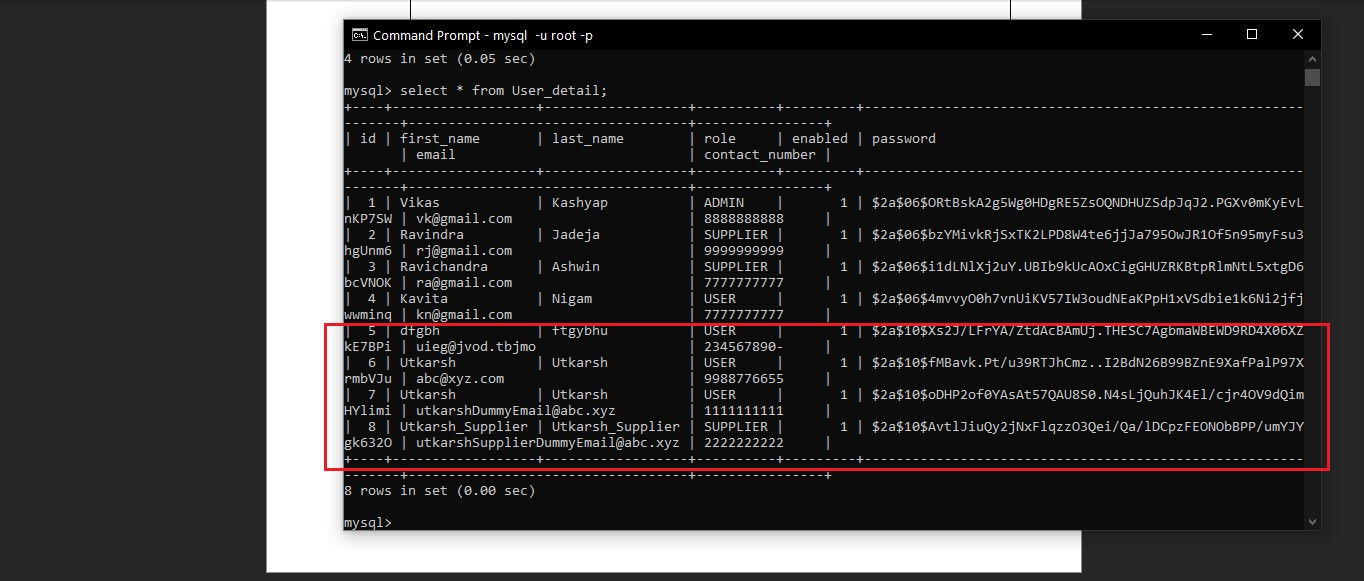 Command Prompt - mysql  -u root -p
4 rows in set (0.05 sec)
mysql> select * from User_detail;
+----+-----------------+------------------+----------+---------+-------------------------------------------------------
-------+-----------------------------------+----------------+
| id | first_name       | last_name        | role     | enabled | password
       | email                             | contact_number |
+----+-----------------+------------------+----------+---------+-------------------------------------------------------
-------+-----------------------------------+----------------+
|  1 | Vikas            | Kashyap          | ADMIN    |       1 | $2a$06$ORtBskA2g5Wg0HDgRE5ZsOQNDHUZSdpJqJ2.PGXv0mKyEvL
nKP7SW | vk@gmail.com                      | 8888888888     |
|  2 | Ravindra         | Jadeja           | SUPPLIER |       1 | $2a$06$bzYMivkRjSxTK2LPD8W4te6jjJa795OwJR1Of5n95myFsu3
hgUnm6 | rj@gmail.com                      | 9999999999     |
|  3 | Ravichandra      | Ashwin           | SUPPLIER |       1 | $2a$06$i1dLNlXj2uY.UBIb9kUcAOxCigGHUZRKBtpRlmNtL5xtgD6
bcVNOK | ra@gmail.com                      | 7777777777     |
|  4 | Kavita           | Nigam            | USER     |       1 | $2a$06$4mvvyO0h7vnUiKV57IW3oudNEaKPpH1xVSdbie1k6Ni2jfj
wwminq | kn@gmail.com                      | 7777777777     |
|  5 | dfgbh            | ftgybhu          | USER     |       1 | $2a$10$Xs2J/LFrYA/ZtdAcBAmUj.THESC7AgbmaWBEWD9RD4X06XZ
kE7BPi | uieg@jvod.tbjmo                   | 234567890-     |
|  6 | Utkarsh          | Utkarsh          | USER     |       1 | $2a$10$fMBavk.Pt/u39RTJhCmz..I2BdN26B99BZnE9XafPalP97X
rmbVJu | abc@xyz.com                       | 9988776655     |
|  7 | Utkarsh          | Utkarsh          | USER     |       1 | $2a$10$oDHP2of0YAsAt57QAU8S0.N4sLjQuhJK4El/cjr4OV9dQim
HYlimi | utkarshDummyEmail@abc.xyz         | 1111111111     |
|  8 | Utkarsh_Supplier | Utkarsh_Supplier | SUPPLIER |       1 | $2a$10$AvtlJiuQy2jNxFlqzzO3Qei/Qa/lDCpzFEONObBPP/umYJY
gk632O | utkarshSupplierDummyEmail@abc.xyz | 2222222222     |
+----+-----------------+------------------+----------+---------+-------------------------------------------------------
-------+-----------------------------------+----------------+
8 rows in set (0.00 sec)
mysql>